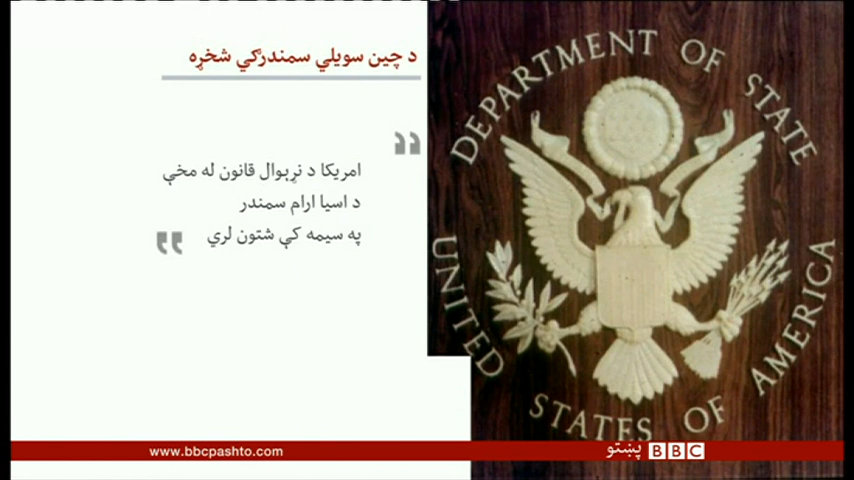 د چین سویلي سمندرګي شخړه
امریکا د نړېوال قانون له مخې
د اسیا ارام سمندر
په سیمه کې شتون لري
DEPARTMENT OF STATE
UNITED STATES OF AMERICA
www.bbcpashto.com
پښتو BBC